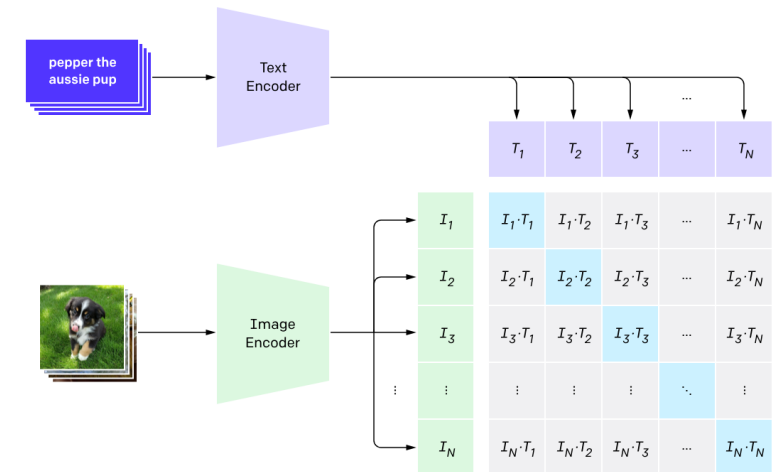 pepper the
aussie pup
Text
Encoder
...
T1 T2 T3 ... TN
I1 I1·T1 I1·T2 I1·T3 ... I1·TN
I2 I2·T1 I2·T2 I2·T3 ... I2·TN
Image
Encoder
I3 I3·T1 I3·T2 I3·T3 ... I3·TN
⋮ ⋮ ⋮ ⋮ ⋮ ⋱ ⋮
IN IN·T1 IN·T2 IN·T3 ... IN·TN